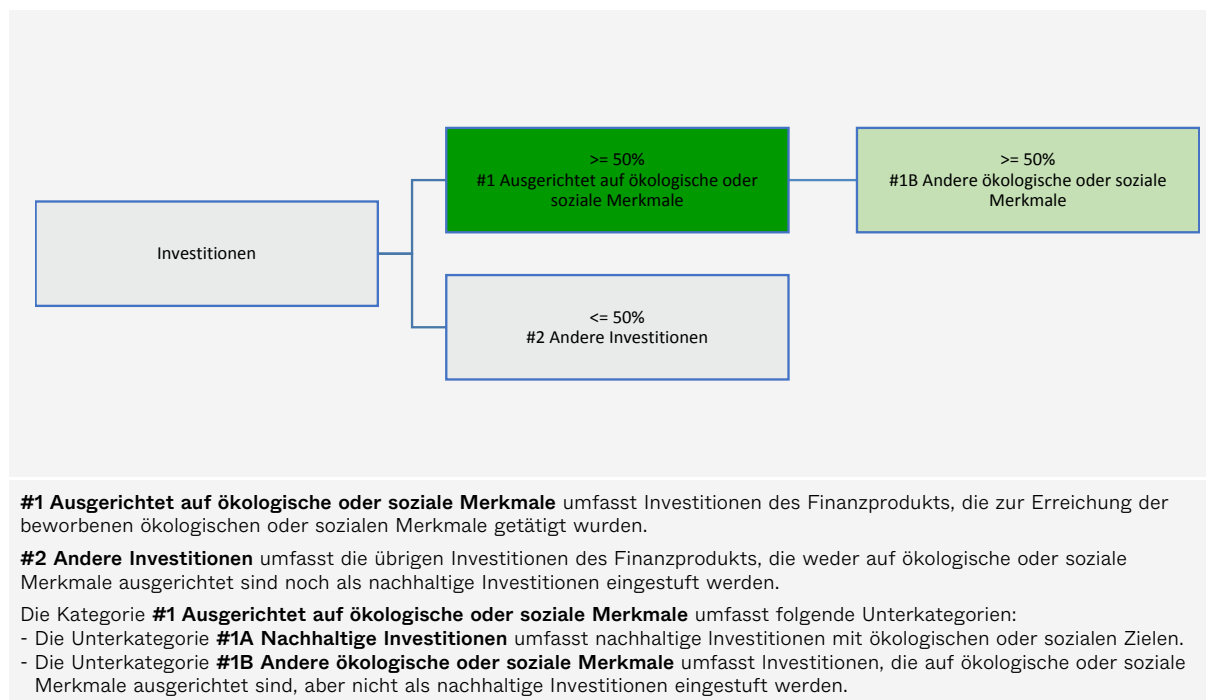 >= 50%
#1 Ausgerichtet auf ökologische oder
soziale Merkmale
>= 50%
#1B Andere ökologische oder soziale
Merkmale
Investitionen
<= 50%
#2 Andere Investitionen
#1 Ausgerichtet auf ökologische oder soziale Merkmale umfasst Investitionen des Finanzprodukts, die zur Erreichung der
beworbenen ökologischen oder sozialen Merkmale getätigt wurden.
#2 Andere Investitionen umfasst die übrigen Investitionen des Finanzprodukts, die weder auf ökologische oder soziale
Merkmale ausgerichtet sind noch als nachhaltige Investitionen eingestuft werden.
Die Kategorie #1 Ausgerichtet auf ökologische oder soziale Merkmale umfasst folgende Unterkategorien:
- Die Unterkategorie #1A Nachhaltige Investitionen umfasst nachhaltige Investitionen mit ökologischen oder sozialen Zielen.
- Die Unterkategorie #1B Andere ökologische oder soziale Merkmale umfasst Investitionen, die auf ökologische oder soziale
Merkmale ausgerichtet sind, aber nicht als nachhaltige Investitionen eingestuft werden.